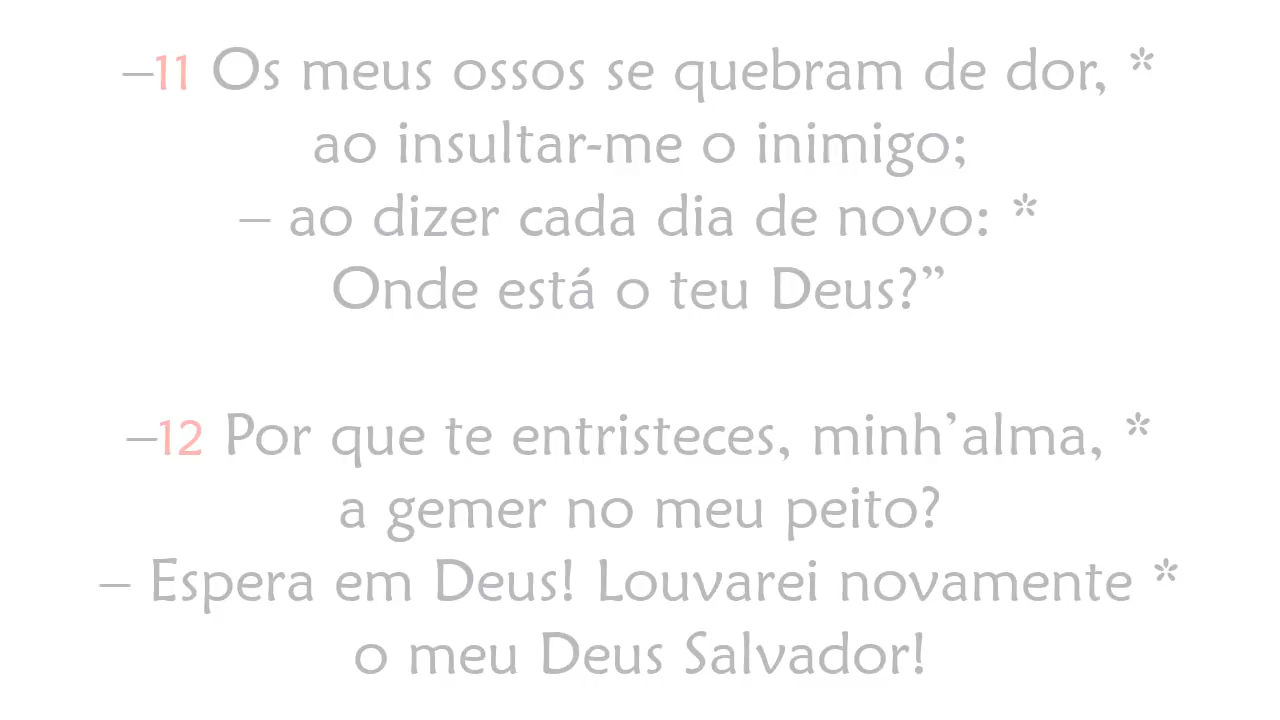 –11 Os meus ossos se quebram de dor, *
ao insultar-me o inimigo;
– ao dizer cada dia de novo: *
Onde está o teu Deus?”
–12 Por que te entristeces, minh’alma, *
a gemer no meu peito?
– Espera em Deus! Louvarei novamente *
o meu Deus Salvador!